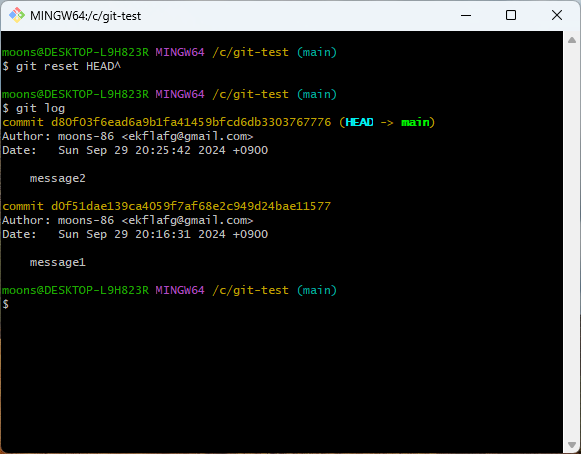 MINGW64:/c/git-test
moons@DESKTOP-L9H823R MINGW64 /c/git-test (main)
$ git reset HEAD^
moons@DESKTOP-L9H823R MINGW64 /c/git-test (main)
$ git log
commit d80f03f6ead6a9b1fa41459bfcd6db3303767776 (HEAD -> main)
Author: moons-86 <ekflafg@gmail.com>
Date:   Sun Sep 29 20:25:42 2024 +0900
    message2
commit d0f51dae139ca4059f7af68e2c949d24bae11577
Author: moons-86 <ekflafg@gmail.com>
Date:   Sun Sep 29 20:16:31 2024 +0900
    message1
moons@DESKTOP-L9H823R MINGW64 /c/git-test (main)
$